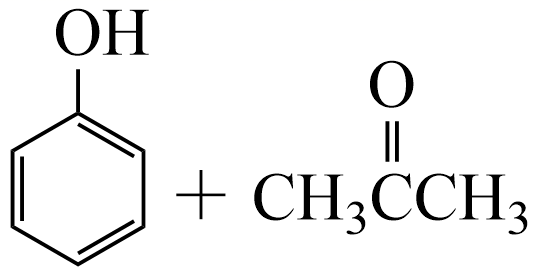 OH
O
+ CH₃CCH₃